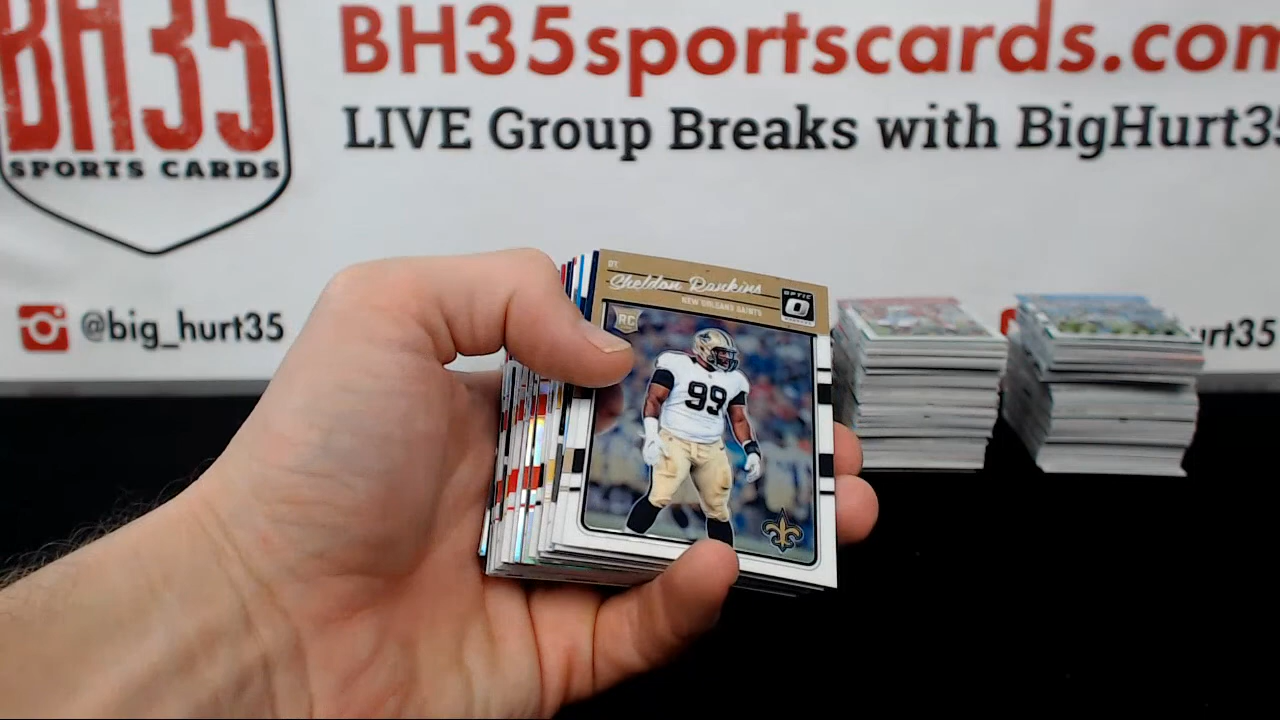 BH35
SPORTS CARDS
BH35sportscards.com
LIVE Group Breaks with BigHurt35
@big_hurt35
urt35
DT
Sheldon Rankins
NEW ORLEANS SAINTS
OPTIC
RC
99